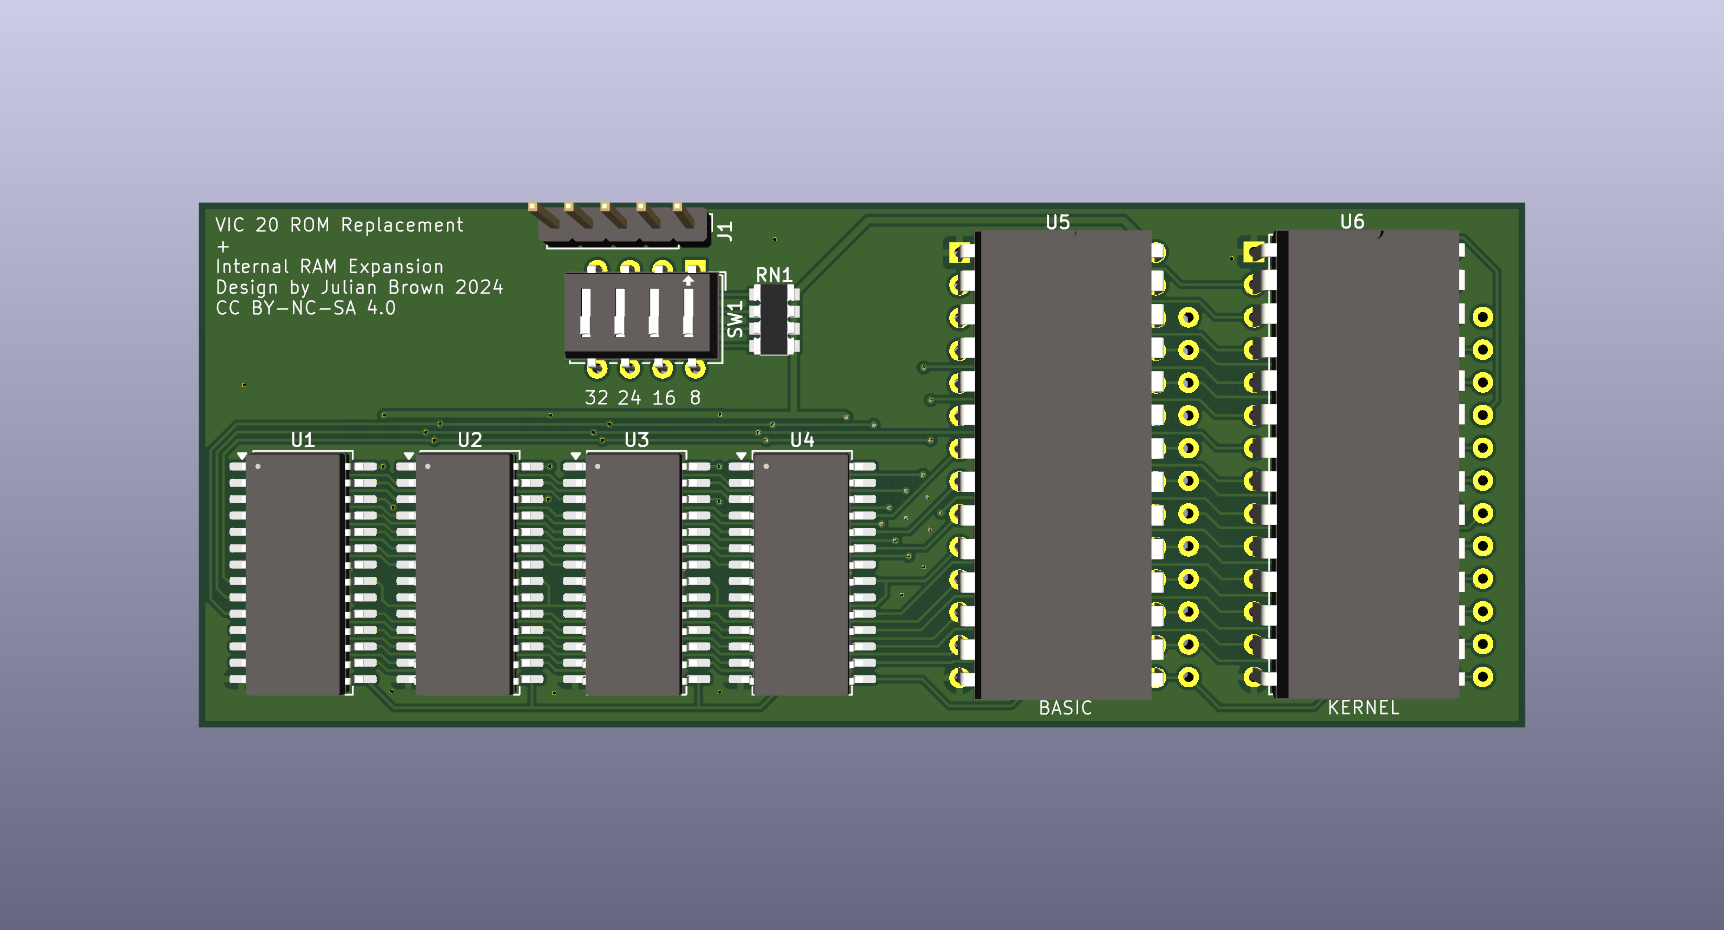 VIC 20 ROM Replacement
+
Internal RAM Expansion
Design by Julian Brown 2024
CC BY-NC-SA 4.0
J1
RN1
SW1
32 24 16 8
U5
U6
U1
U2
U3
U4
BASIC
KERNEL